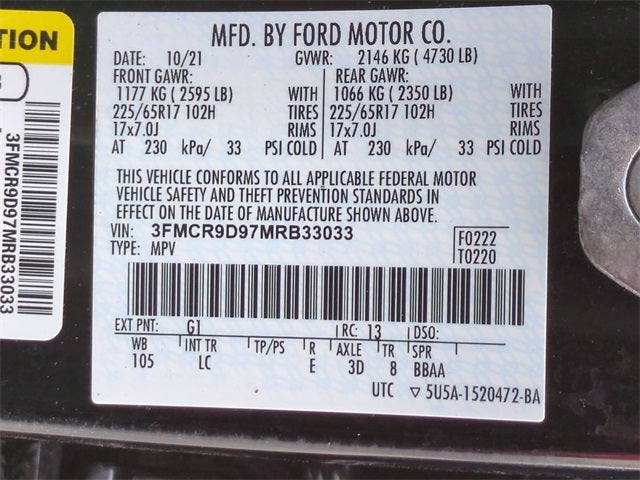 TION
3FMCR9D97MRB33033
MFD. BY FORD MOTOR CO.
DATE: 10/21 GVWR: 2146 KG ( 4730 LB)
FRONT GAWR: REAR GAWR:
1177 KG ( 2595 LB) WITH 1066 KG ( 2350 LB) WITH
225/65R17 102H TIRES 225/65R17 102H TIRES
17x7.0J RIMS 17x7.0J RIMS
AT 230 kPa/ 33 PSI COLD AT 230 kPa/ 33 PSI COLD
THIS VEHICLE CONFORMS TO ALL APPLICABLE FEDERAL MOTOR
VEHICLE SAFETY AND THEFT PREVENTION STANDARDS IN
EFFECT ON THE DATE OF MANUFACTURE SHOWN ABOVE.
VIN: 3FMCR9D97MRB33033 F0222
TYPE: MPV T0220
EXT PNT: G1 RC: 13 DSO:
WB INT TR TP/PS R AXLE TR SPR
105 LC E 3D 8 BBAA
UTC ▽ 5U5A-1520472-BA